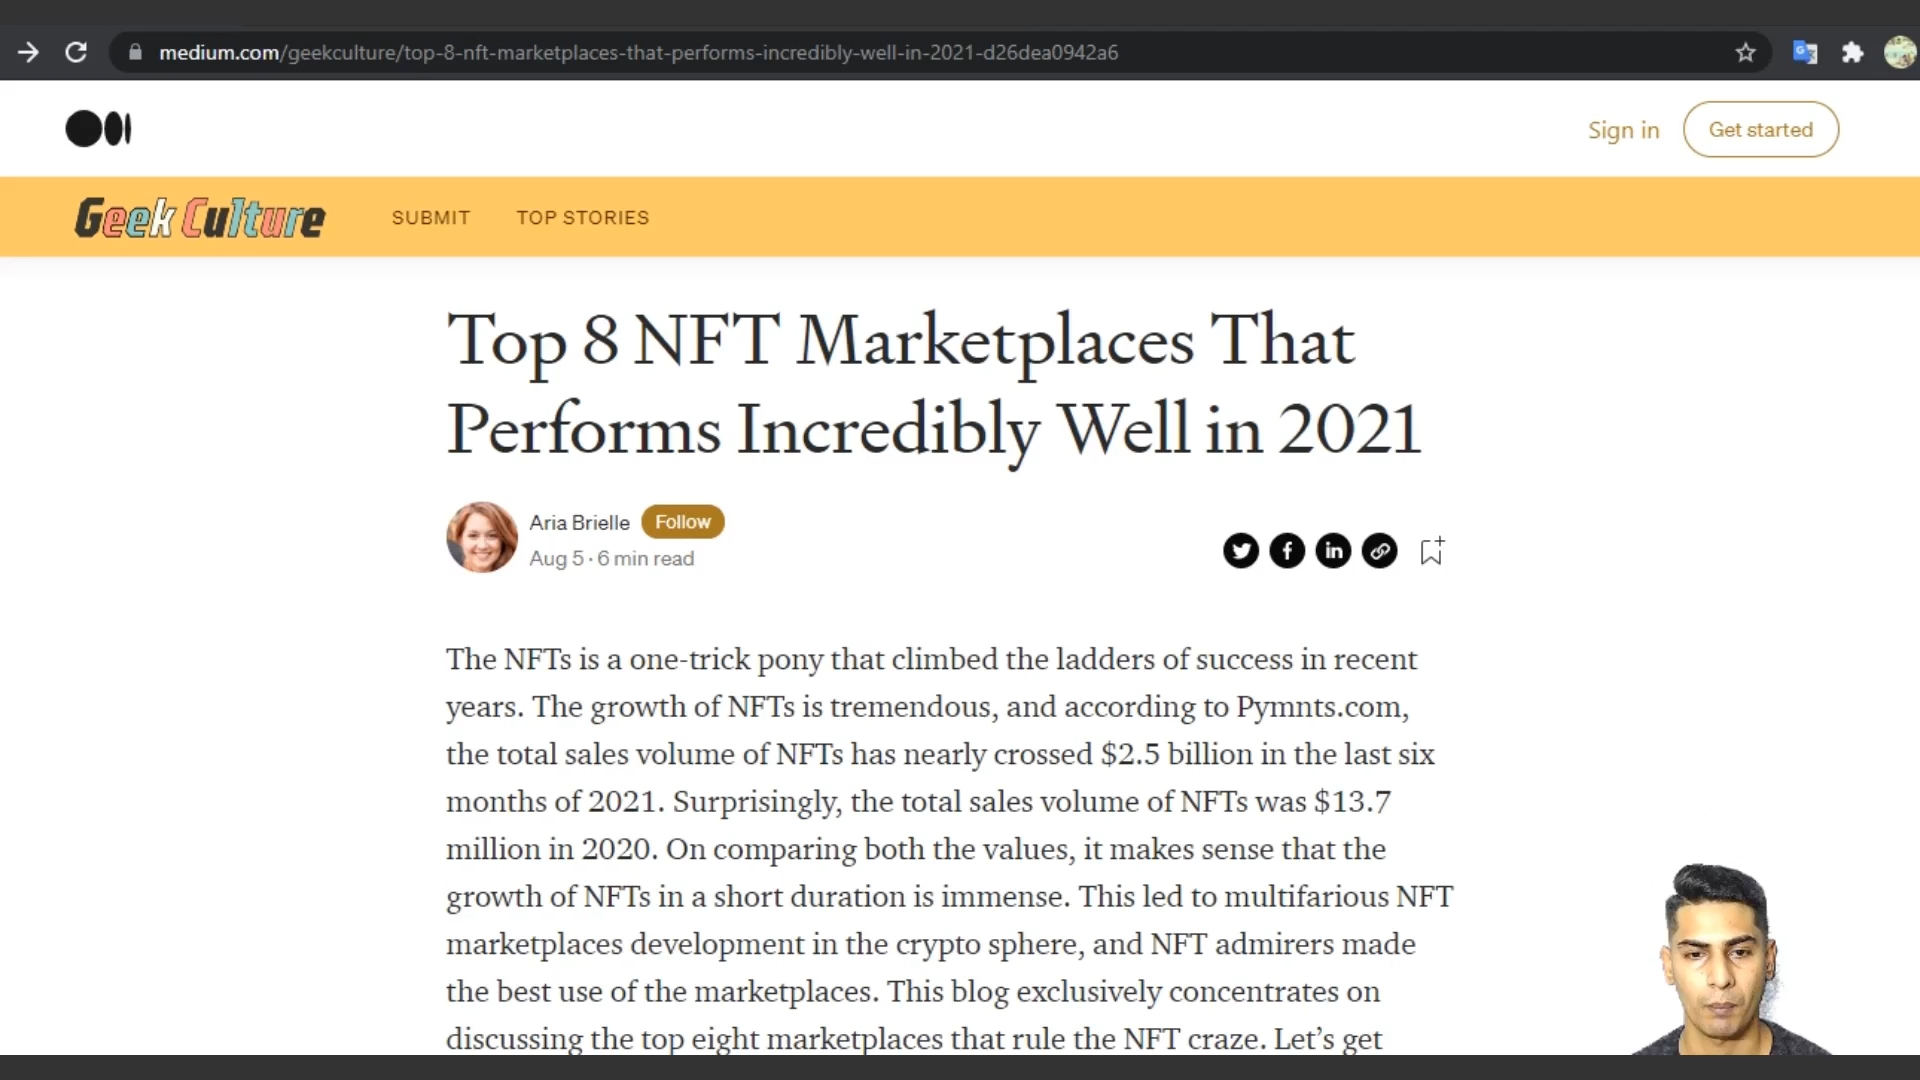 medium.com/geekculture/top-8-nft-marketplaces-that-performs-incredibly-well-in-2021-d26dea0942a6
Sign in
Get started
Geek Culture
SUBMIT
TOP STORIES
Top 8 NFT Marketplaces That
Performs Incredibly Well in 2021
Aria Brielle
Follow
Aug 5 · 6 min read
The NFTs is a one-trick pony that climbed the ladders of success in recent
years. The growth of NFTs is tremendous, and according to Pymnts.com,
the total sales volume of NFTs has nearly crossed $2.5 billion in the last six
months of 2021. Surprisingly, the total sales volume of NFTs was $13.7
million in 2020. On comparing both the values, it makes sense that the
growth of NFTs in a short duration is immense. This led to multifarious NFT
marketplaces development in the crypto sphere, and NFT admirers made
the best use of the marketplaces. This blog exclusively concentrates on
discussing the top eight marketplaces that rule the NFT craze. Let’s get